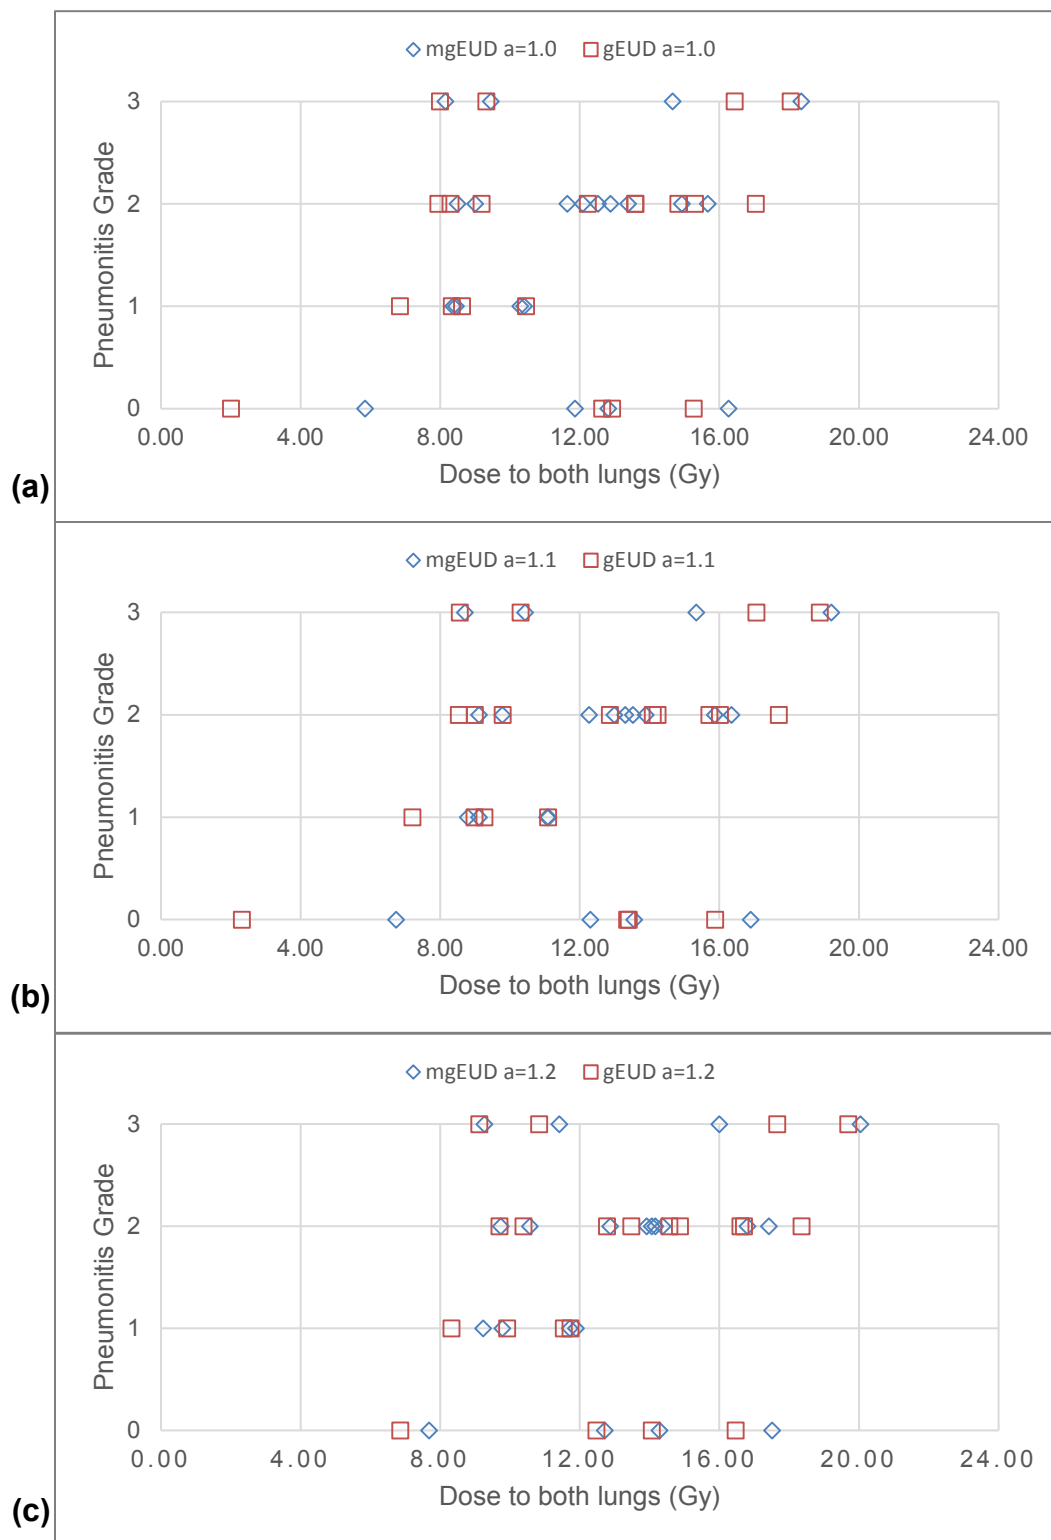 mgEUD a=1.0 gEUD a=1.0
3
2
1
0
Pneumonitis Grade
0.00 4.00 8.00 12.00 16.00 20.00 24.00
Dose to both lungs (Gy)
(a)
mgEUD a=1.1 gEUD a=1.1
3
2
1
0
Pneumonitis Grade
0.00 4.00 8.00 12.00 16.00 20.00 24.00
Dose to both lungs (Gy)
(b)
mgEUD a=1.2 gEUD a=1.2
3
2
1
0
Pneumonitis Grade
0.00 4.00 8.00 12.00 16.00 20.00 24.00
Dose to both lungs (Gy)
(c)